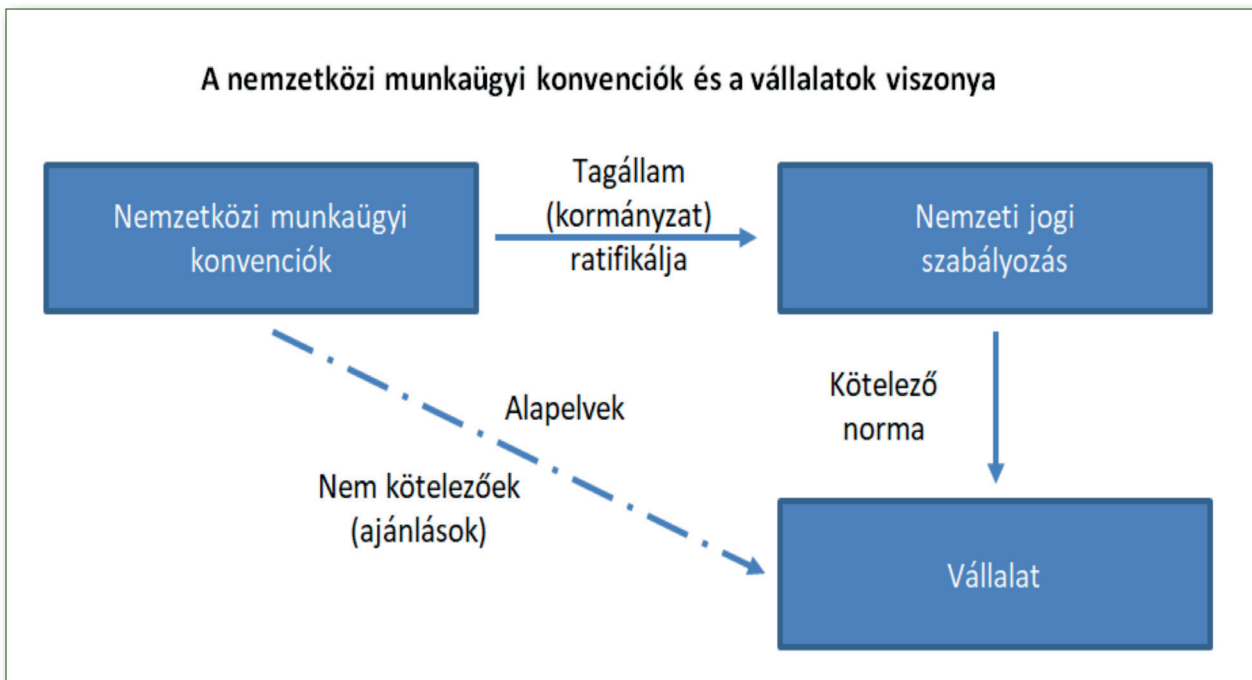 A nemzetközi munkaügyi konvenciók és a vállalatok viszonya
Nemzetközi munkaügyi
konvenciók
Tagállam
(kormányzat)
ratifikálja
Nemzeti jogi
szabályozás
Alapelvek
Nem kötelezőek
(ajánlások)
Kötelező
norma
Vállalat